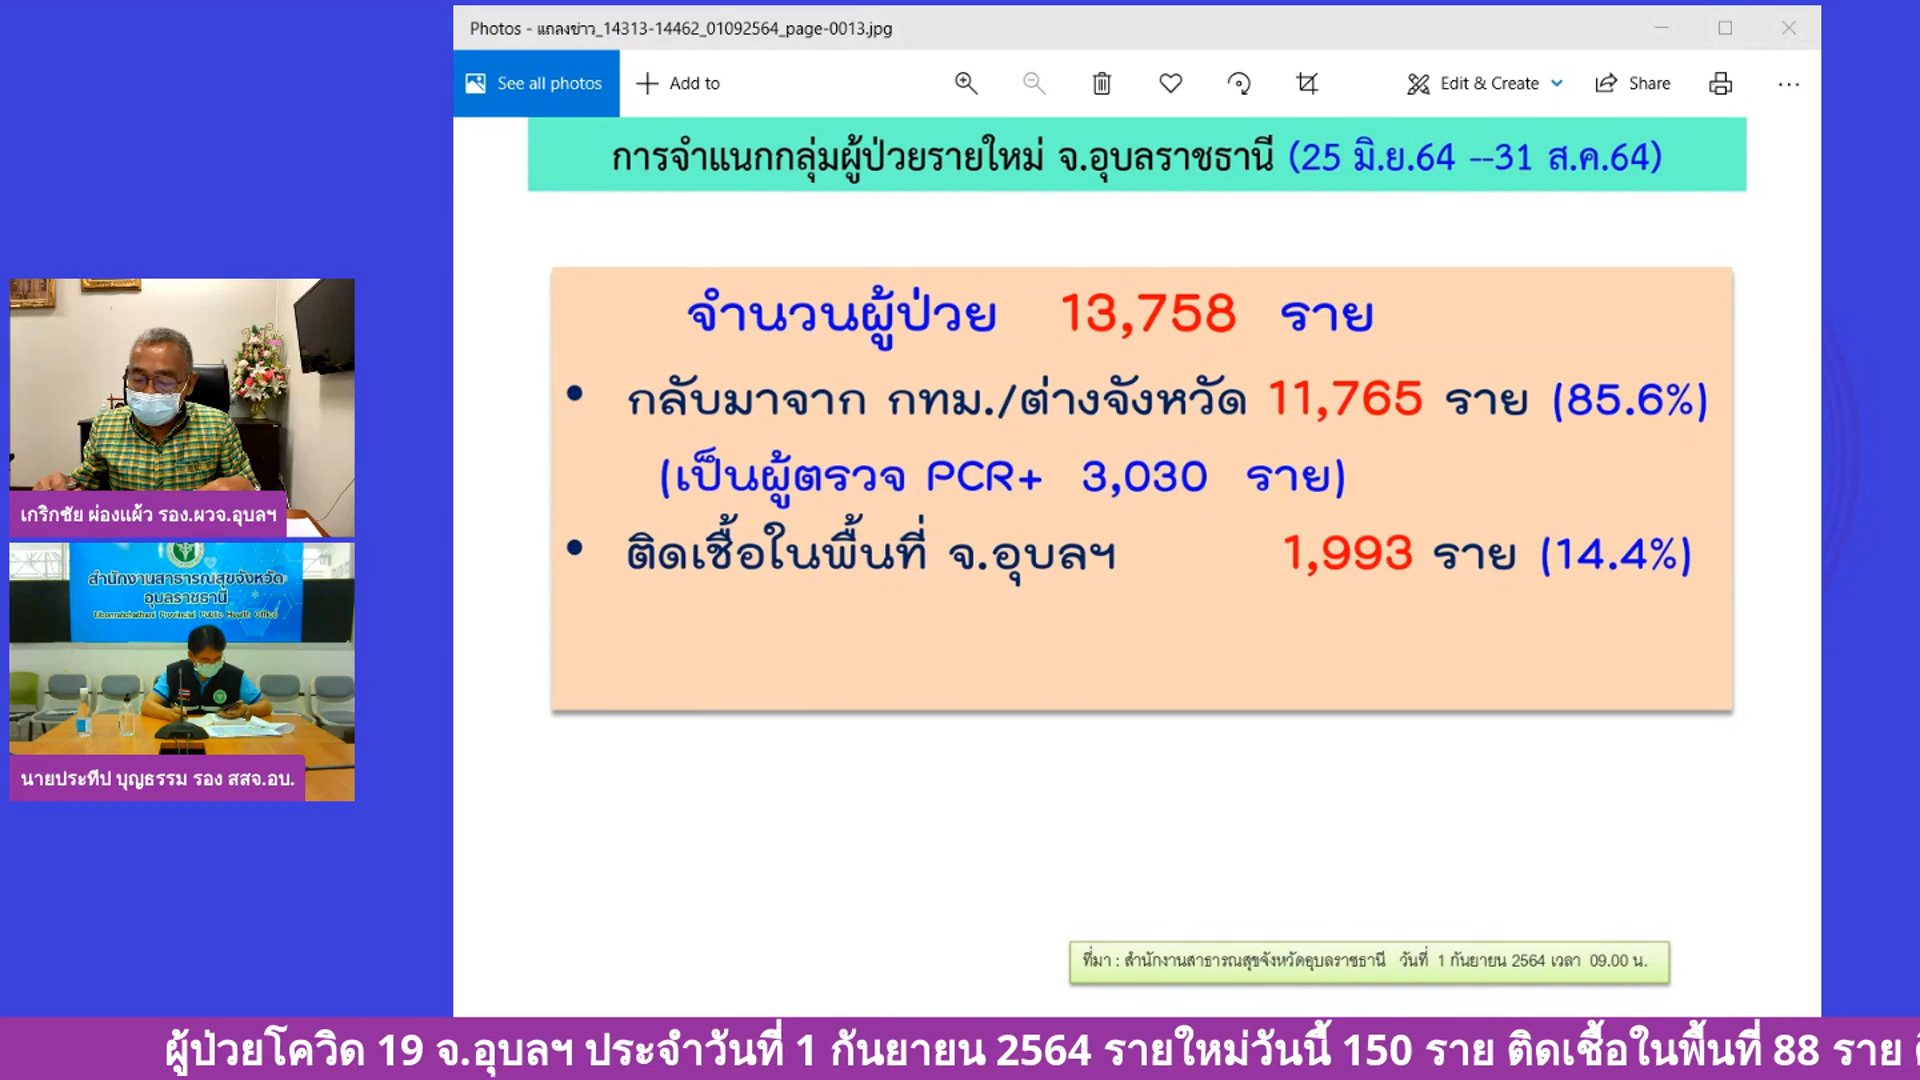 Photos - แถลงข่าว_14313-14462_01092564_page-0013.jpg
See all photos
Add to
Edit & Create
Share
การจำแนกกลุ่มผู้ป่วยรายใหม่ จ.อุบลราชธานี (25 มิ.ย.64 --31 ส.ค.64)
จำนวนผู้ป่วย 13,758 ราย
• กลับมาจาก กทม./ต่างจังหวัด 11,765 ราย (85.6%)
(เป็นผู้ตรวจ PCR+ 3,030 ราย)
• ติดเชื้อในพื้นที่ จ.อุบลฯ 1,993 ราย (14.4%)
เกริกชัย ผ่องแผ้ว รอง.ผวจ.อุบลฯ
สำนักงานสาธารณสุขจังหวัด
อุบลราชธานี
Ubonratchathani Provincial Public Health Office
นายประทีป บุญธรรม รอง สสจ.อบ.
ที่มา : สำนักงานสาธารณสุขจังหวัดอุบลราชธานี วันที่ 1 กันยายน 2564 เวลา 09.00 น.
ผู้ป่วยโควิด 19 จ.อุบลฯ ประจำวันที่ 1 กันยายน 2564 รายใหม่วันนี้ 150 ราย ติดเชื้อในพื้นที่ 88 ราย